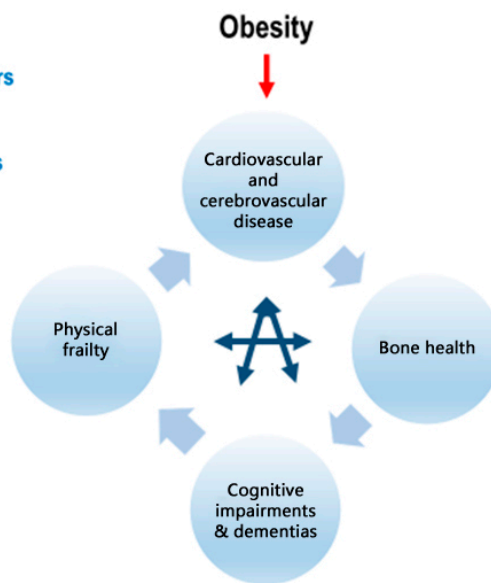 Obesity
Cardiovascular
and
cerebrovascular
disease
Bone health
Cognitive
impairments
& dementias
Physical
frailty